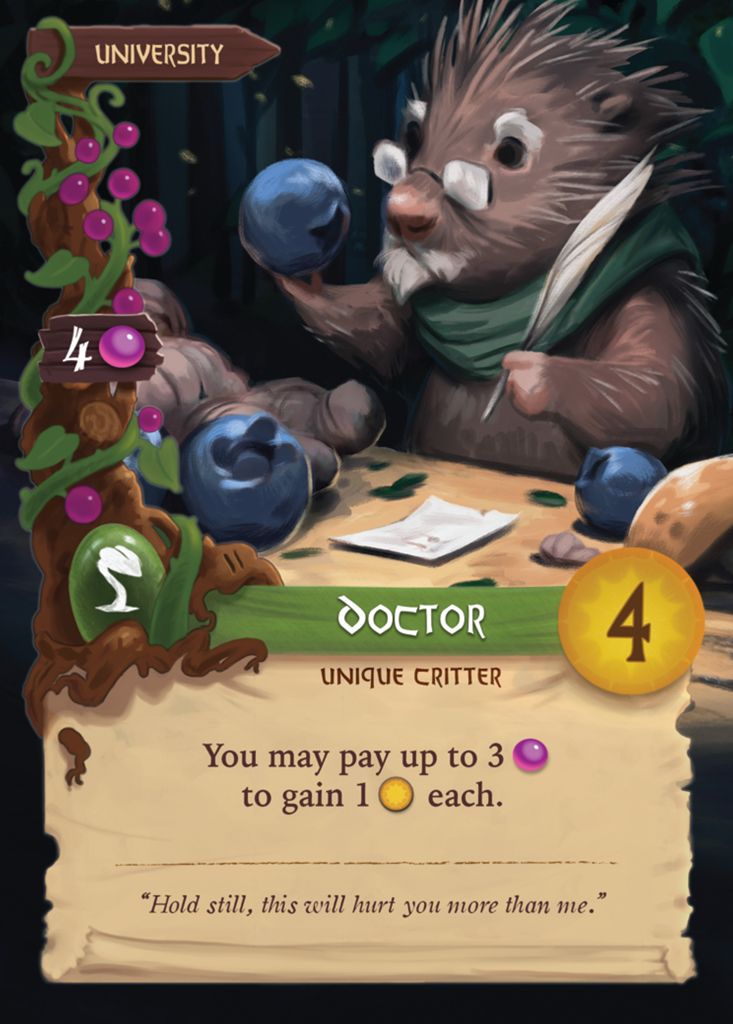 UNIVERSITY
4
DOCTOR
4
UNIQUE CRITTER
You may pay up to 3
to gain 1 each.
“Hold still, this will hurt you more than me.”